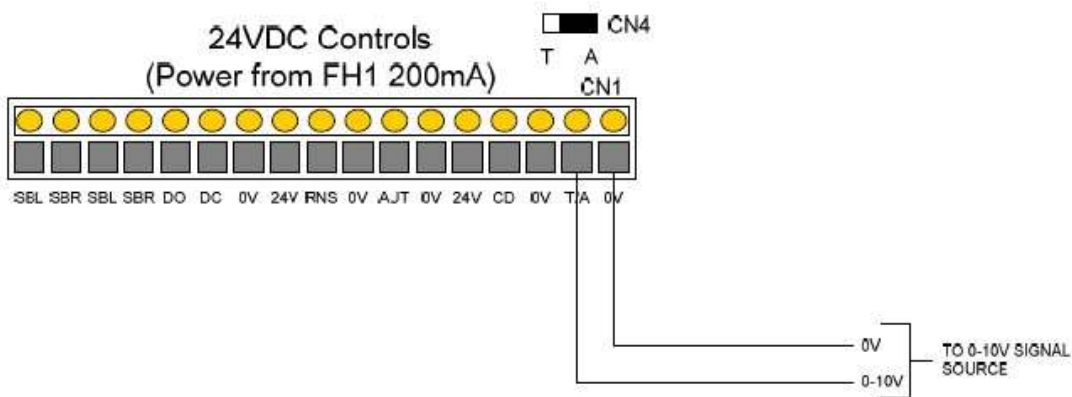 24VDC Controls
(Power from FH1 200mA)
CN4
T A
CN1
SBL SBR SBL SBR DO DC 0V 24V RNS 0V AJT 0V 24V CD 0V T/A 0V
0V
0-10V
TO 0-10V SIGNAL
SOURCE